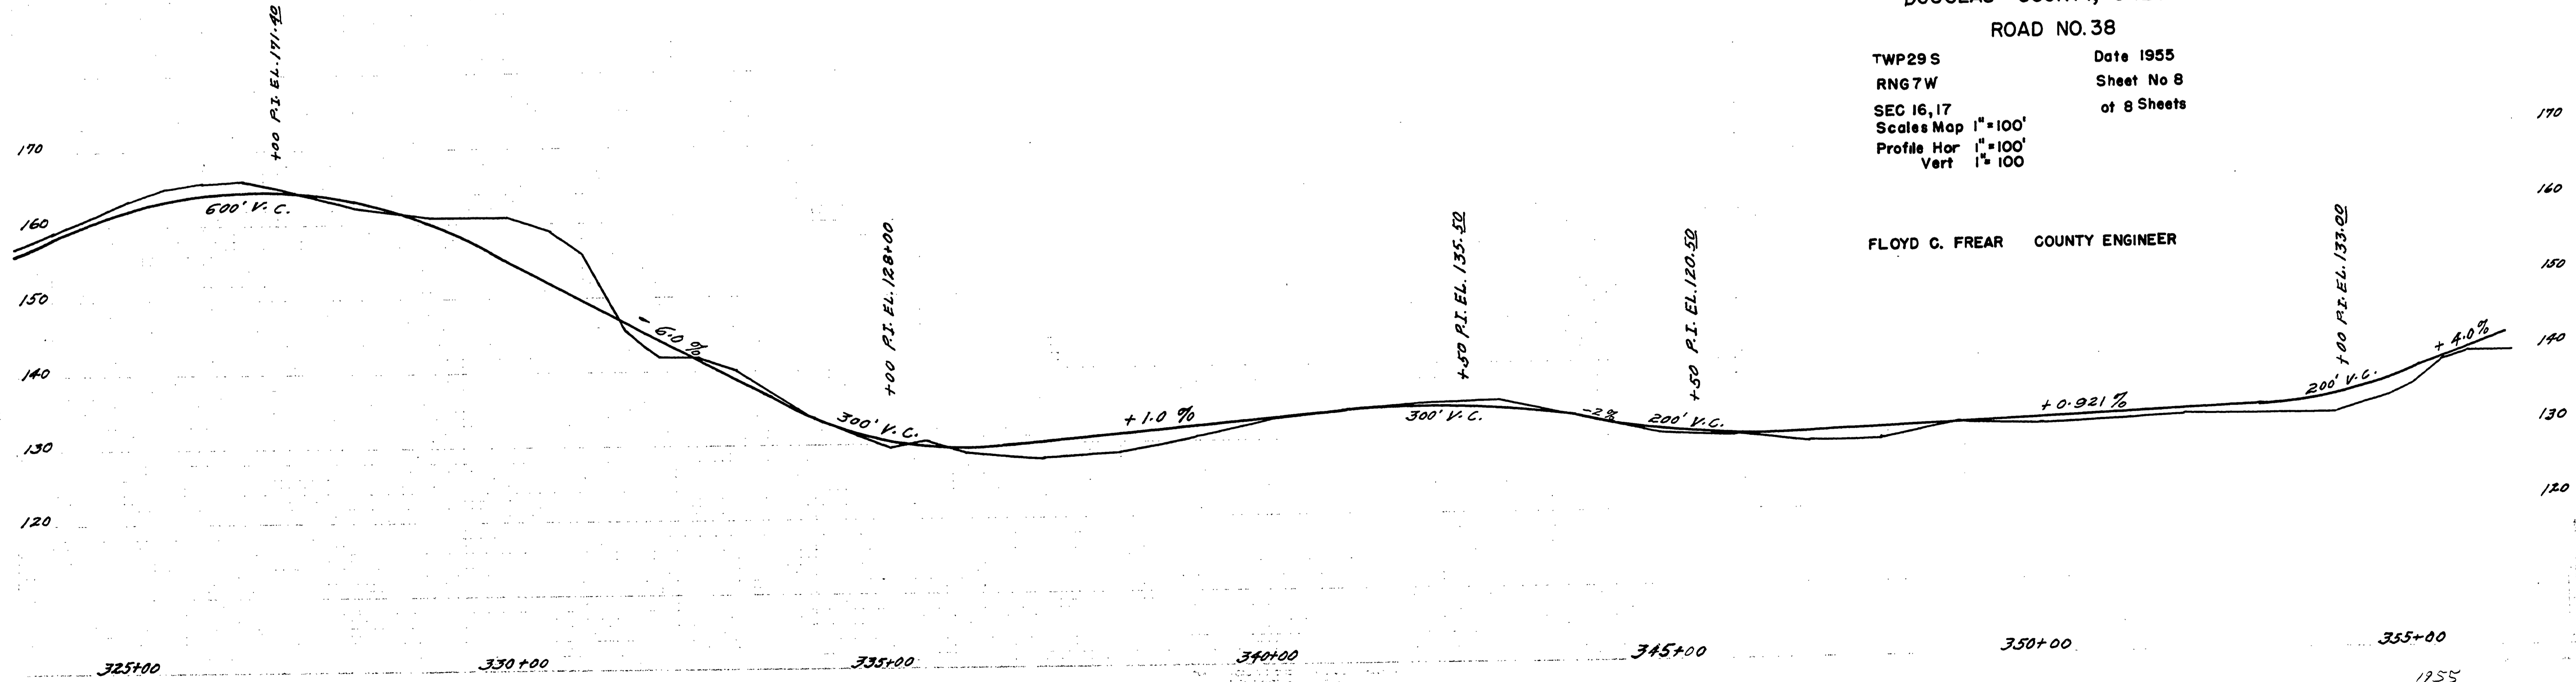 DOUGLAS COUNTY,
ROAD NO. 38
TWP 29 S Date 1955
RNG 7 W Sheet No 8
SEC 16, 17 of 8 Sheets
Scales Map 1"=100'
Profile Hor 1"=100'
Vert 1"= 100
FLOYD C. FREAR COUNTY ENGINEER
+00 P.I. EL. 171.40
+00 P.I. EL. 128+00
+50 P.I. EL. 135.50
+50 P.I. EL. 120.50
+00 P.I. EL. 133.00
170
160
150
140
130
120
600' V.C.
- 6.0 %
300' V.C.
+1.0 %
300' V.C.
-2%
200' V.C.
+0.921 %
200' V.C.
+ 4.0 %
170
160
150
140
130
120
325+00
330+00
335+00
340+00
345+00
350+00
355+00
1955